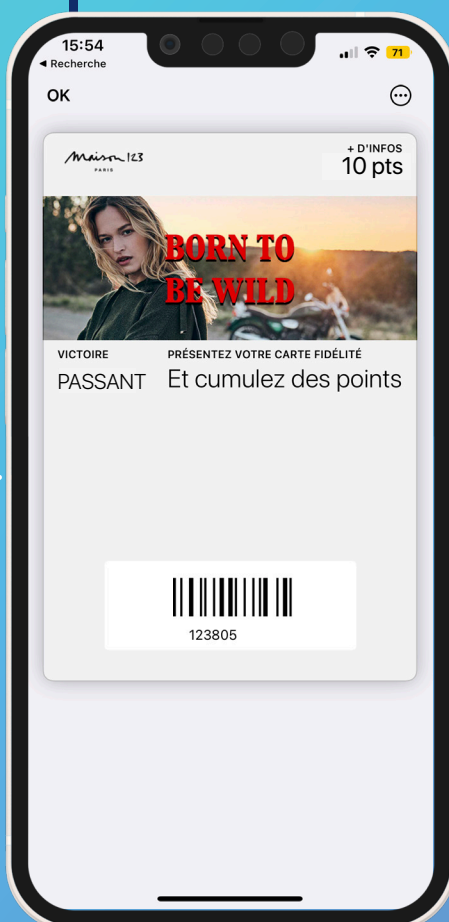 15:54
71
◀ Recherche
OK
Maison 123
PARIS
+ D'INFOS
10 pts
BORN TO
BE WILD
VICTOIRE
PASSANT
PRÉSENTEZ VOTRE CARTE FIDÉLITÉ
Et cumulez des points
123805